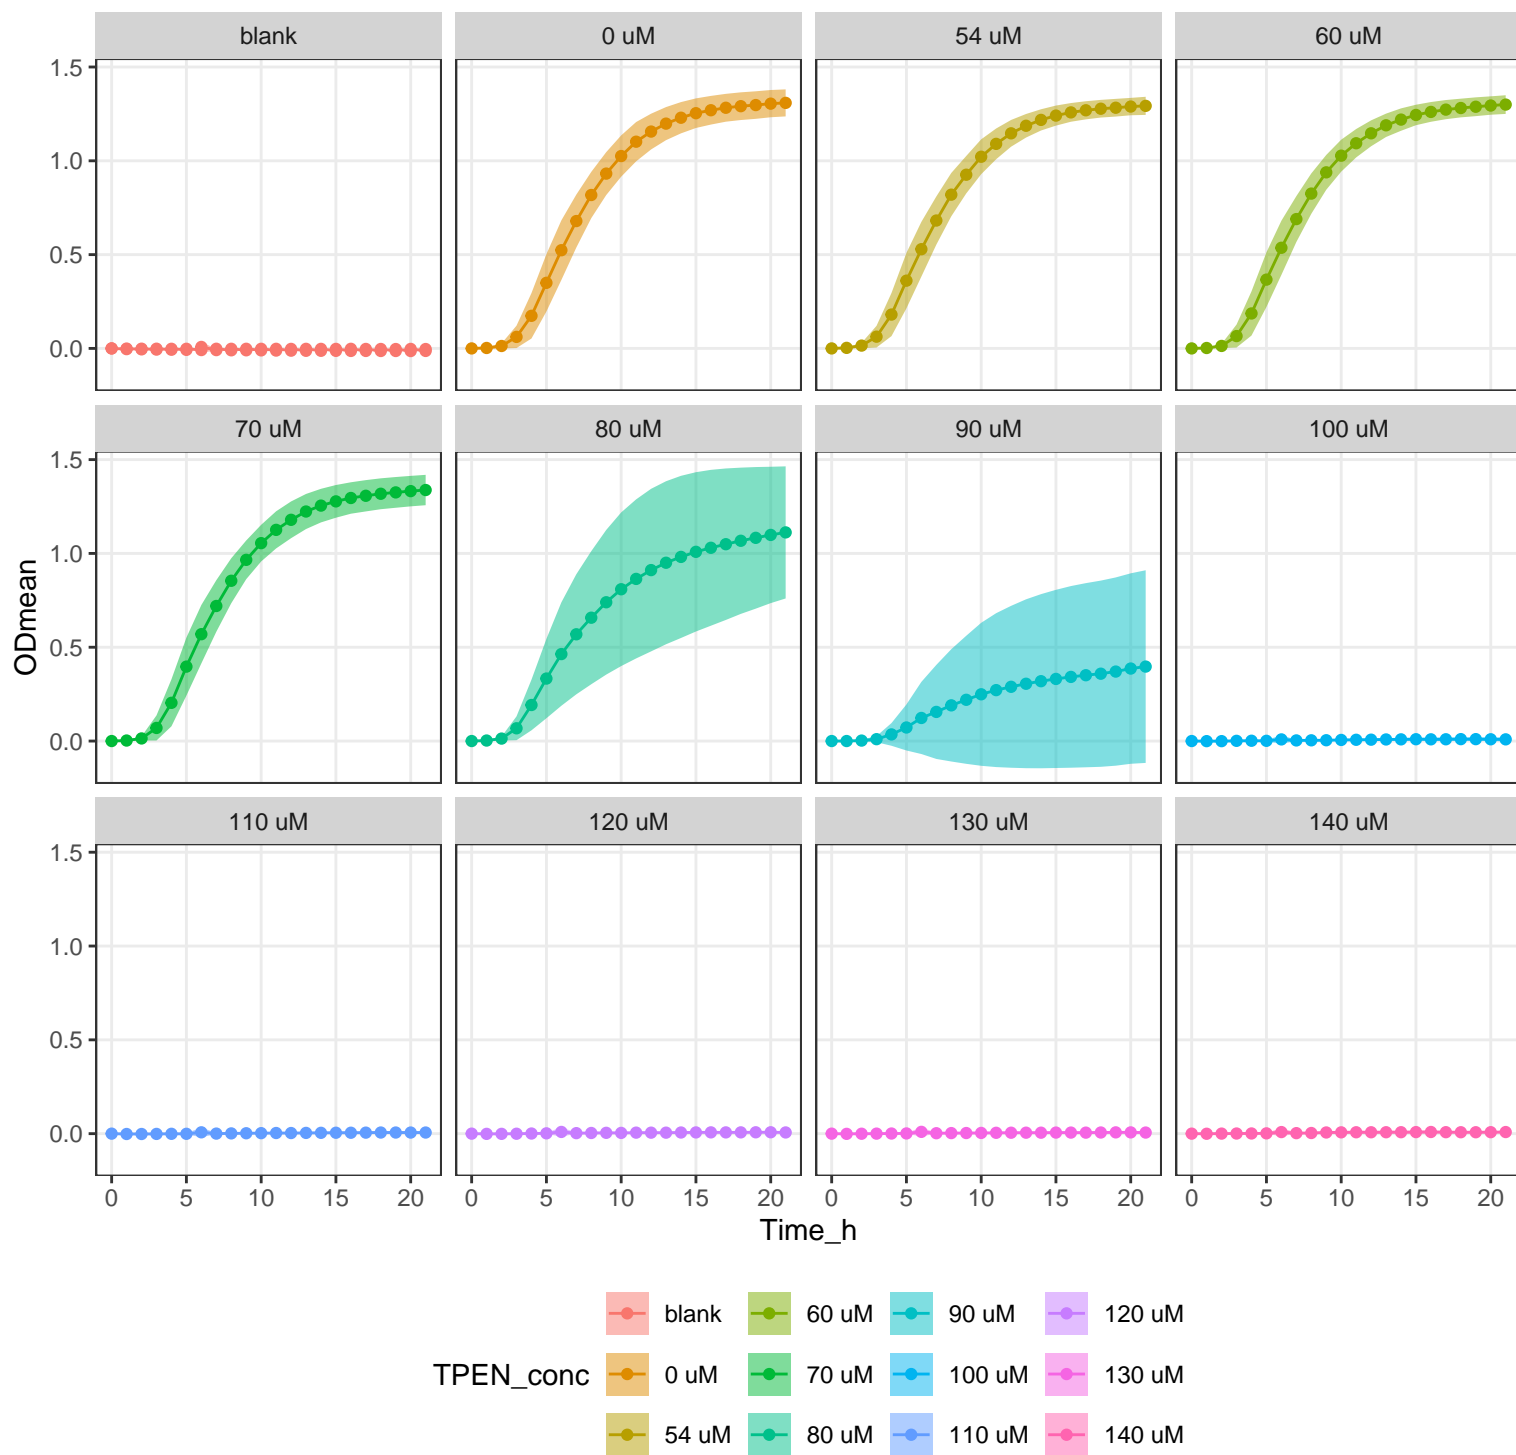 blank 0 uM 54 uM 60 uM
1.5
1.0
0.5
0.0
70 uM 80 uM 90 uM 100 uM
1.5
1.0
0.5
0.0
ODmean
110 uM 120 uM 130 uM 140 uM
1.5
1.0
0.5
0.0
0 5 10 15 20 0 5 10 15 20 0 5 10 15 20 0 5 10 15 20
Time_h
TPEN_conc
blank 60 uM 90 uM 120 uM
0 uM 70 uM 100 uM 130 uM
54 uM 80 uM 110 uM 140 uM